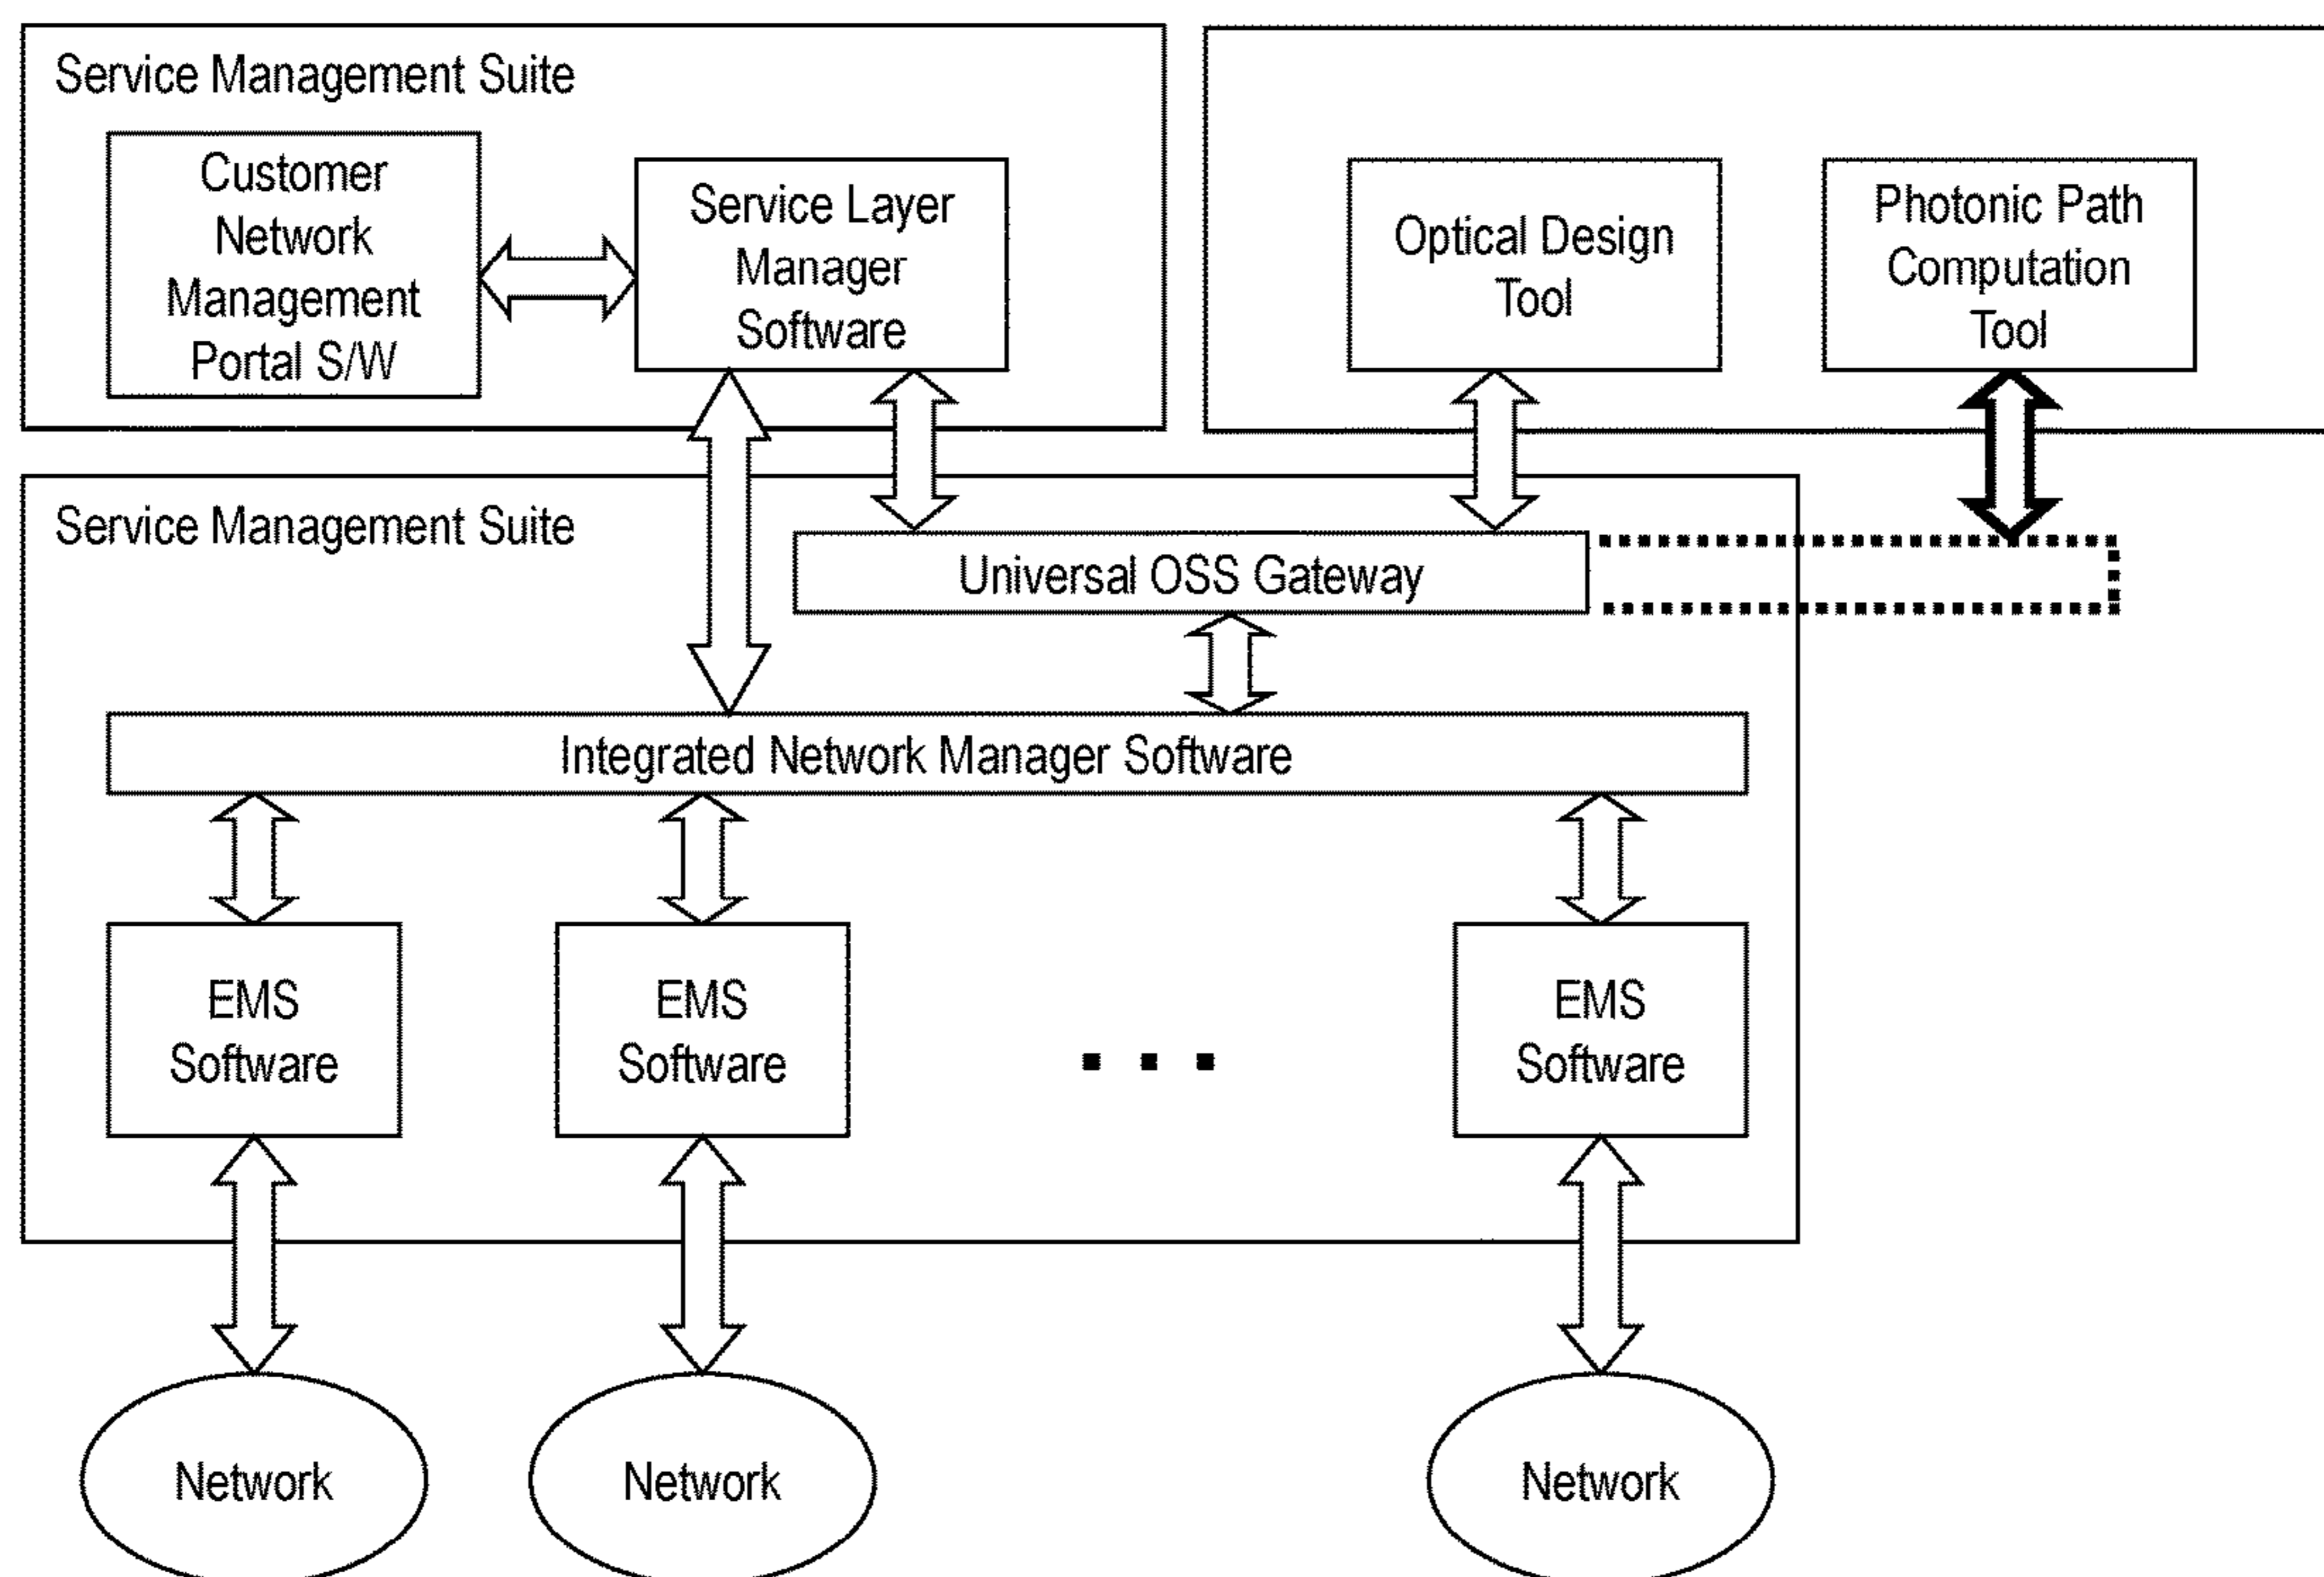 Service Management Suite
Customer
Network
Management
Portal S/W
Service Layer
Manager
Software
Optical Design
Tool
Photonic Path
Computation
Tool
Service Management Suite
Universal OSS Gateway
Integrated Network Manager Software
EMS
Software
EMS
Software
EMS
Software
Network
Network
Network